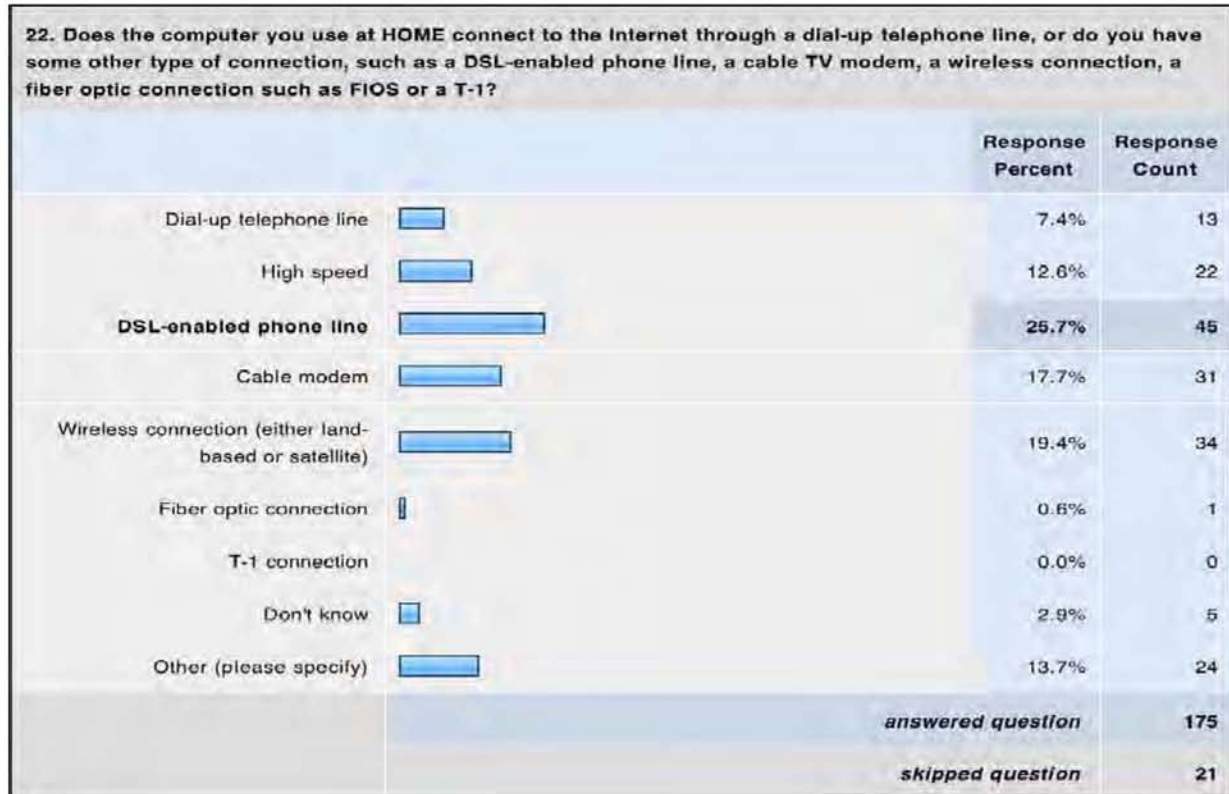 22. Does the computer you use at HOME connect to the Internet through a dial-up telephone line, or do you have
some other type of connection, such as a DSL-enabled phone line, a cable TV modem, a wireless connection, a
fiber optic connection such as FIOS or a T-1?
Response Percent Response Count
Dial-up telephone line 7.4% 13
High speed 12.6% 22
DSL-enabled phone line 25.7% 45
Cable modem 17.7% 31
Wireless connection (either land-
based or satellite) 19.4% 34
Fiber optic connection 0.6% 1
T-1 connection 0.0% 0
Don't know 2.9% 5
Other (please specify) 13.7% 24
answered question 175
skipped question 21